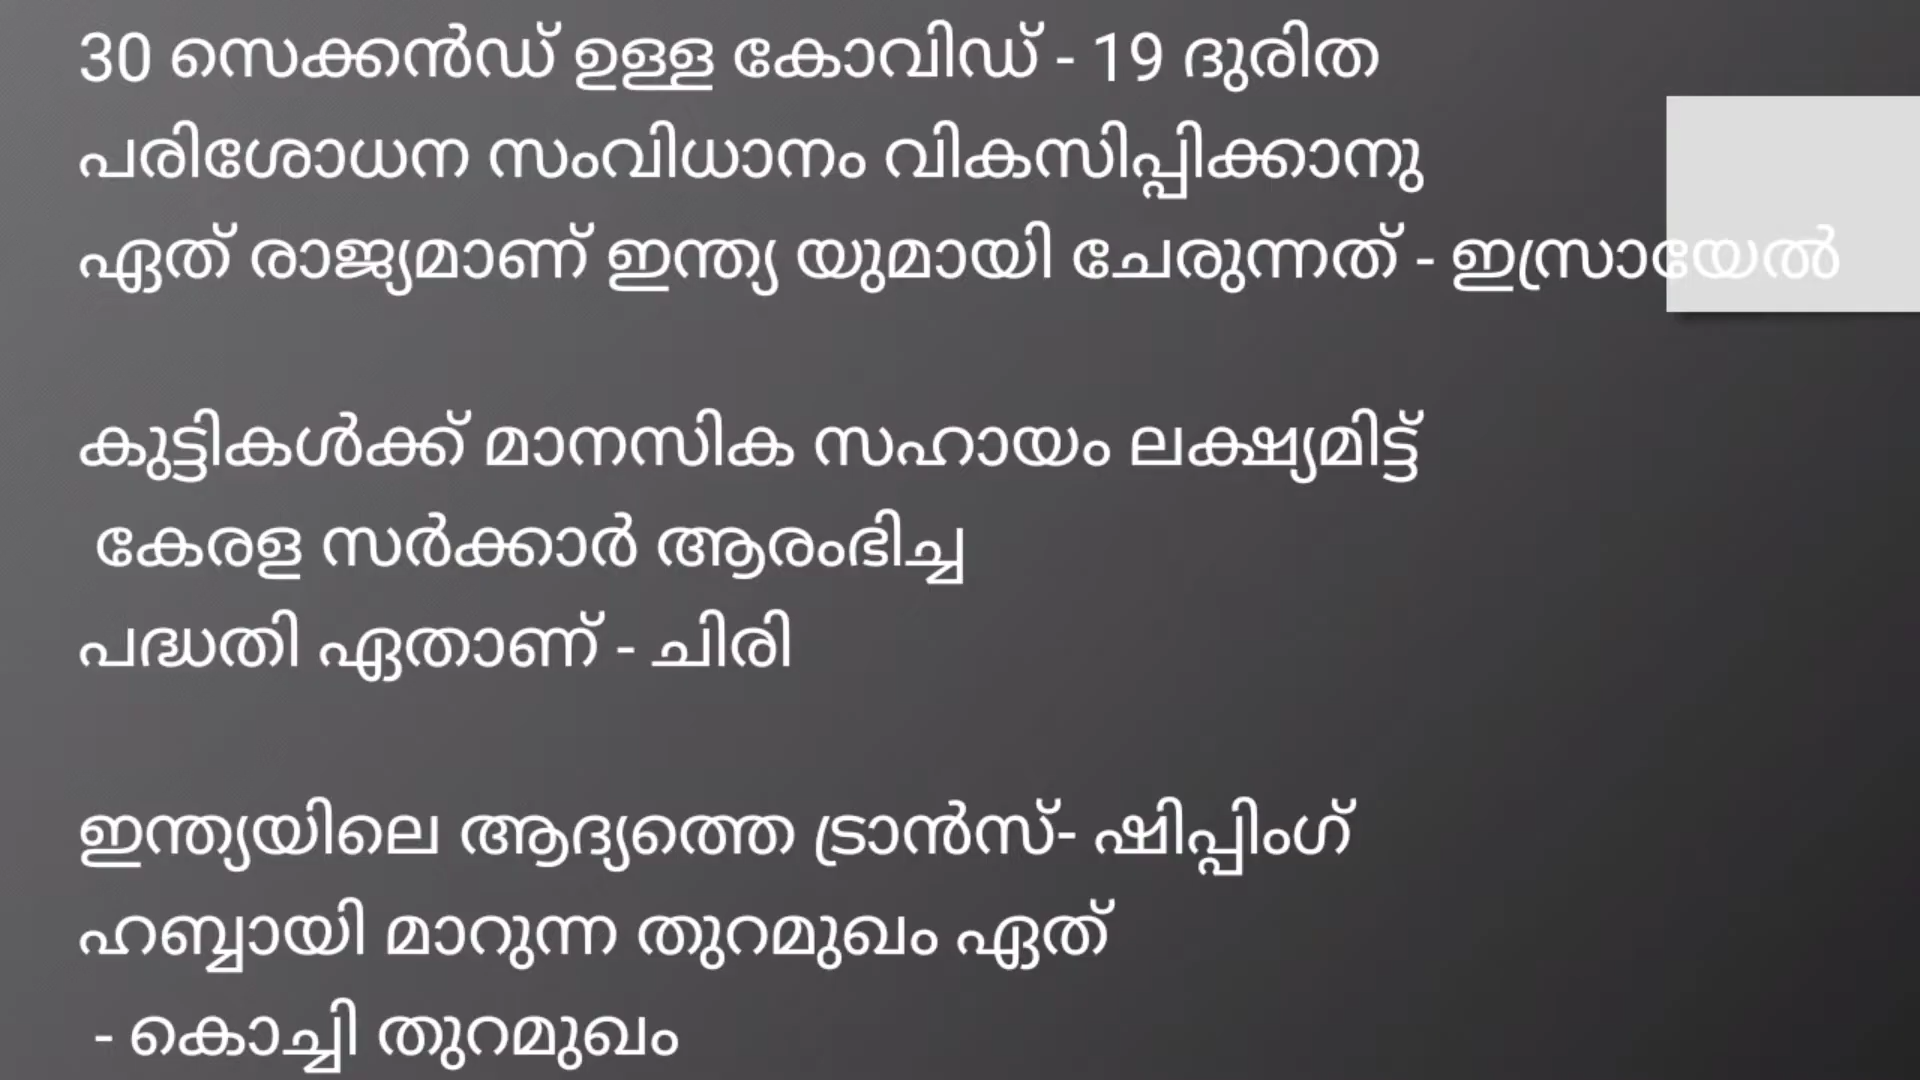 30 സെക്കൻഡ് ഉള്ള കോവിഡ് - 19 ദുരിത
പരിശോധന സംവിധാനം വികസിപ്പിക്കാനു
ഏത് രാജ്യമാണ് ഇന്ത്യ യുമായി ചേരുന്നത് - ഇസ്രായേൽ
കുട്ടികൾക്ക് മാനസിക സഹായം ലക്ഷ്യമിട്ട്
കേരള സർക്കാർ ആരംഭിച്ച
പദ്ധതി ഏതാണ് - ചിരി
ഇന്ത്യയിലെ ആദ്യത്തെ ട്രാൻസ്- ഷിപ്പിംഗ്
ഹബ്ബായി മാറുന്ന തുറമുഖം ഏത്
- കൊച്ചി തുറമുഖം